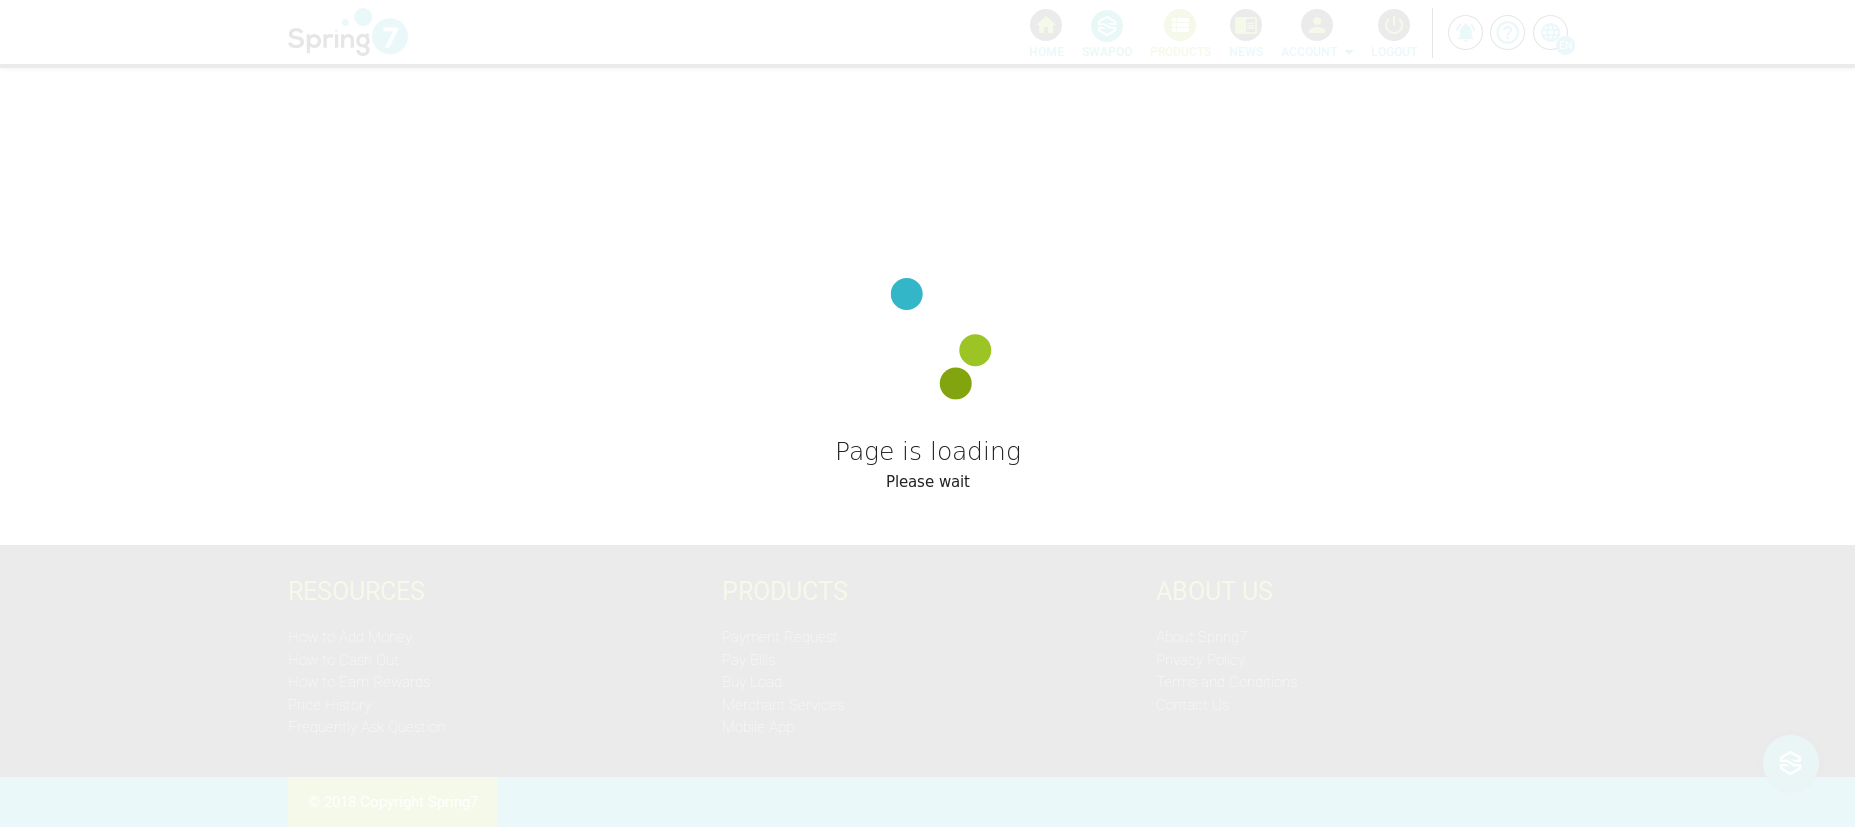 Spring7
HOME SWAPOO PRODUCTS NEWS ACCOUNT LOGOUT EN
Page is loading
Please wait
RESOURCES
How to Add Money
How to Cash Out
How to Earn Rewards
Price History
Frequently Ask Question
PRODUCTS
Payment Request
Pay Bills
Buy Load
Merchant Services
Mobile App
ABOUT US
About Spring7
Privacy Policy
Terms and Conditions
Contact Us
© 2018 Copyright Spring7